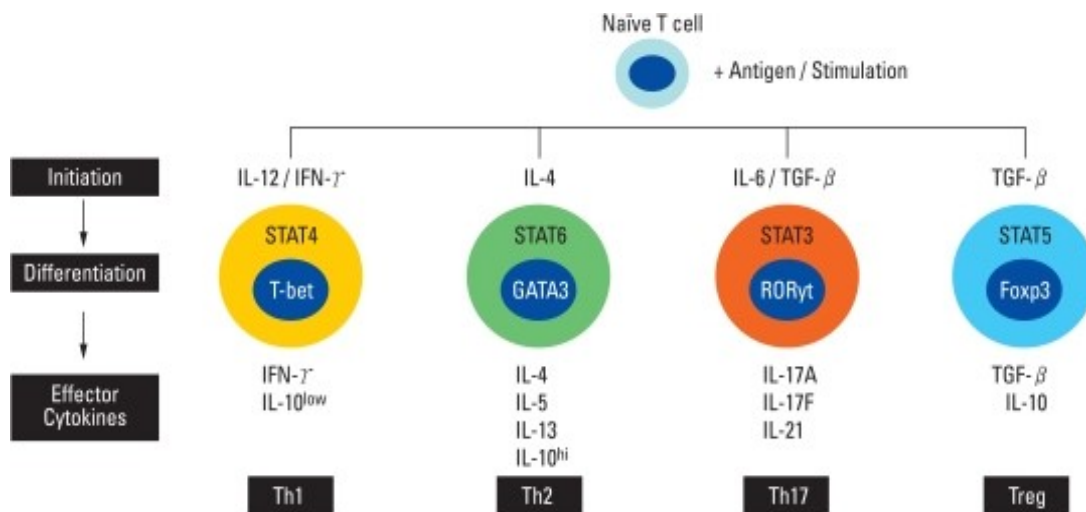 Naïve T cell
+ Antigen / Stimulation
Initiation
IL-12 / IFN-γ
IL-4
IL-6 / TGF-β
TGF-β
Differentiation
STAT4
T-bet
STAT6
GATA3
STAT3
RORγt
STAT5
Foxp3
Effector
Cytokines
IFN-γ
IL-10low
IL-4
IL-5
IL-13
IL-10hi
IL-17A
IL-17F
IL-21
TGF-β
IL-10
Th1
Th2
Th17
Treg